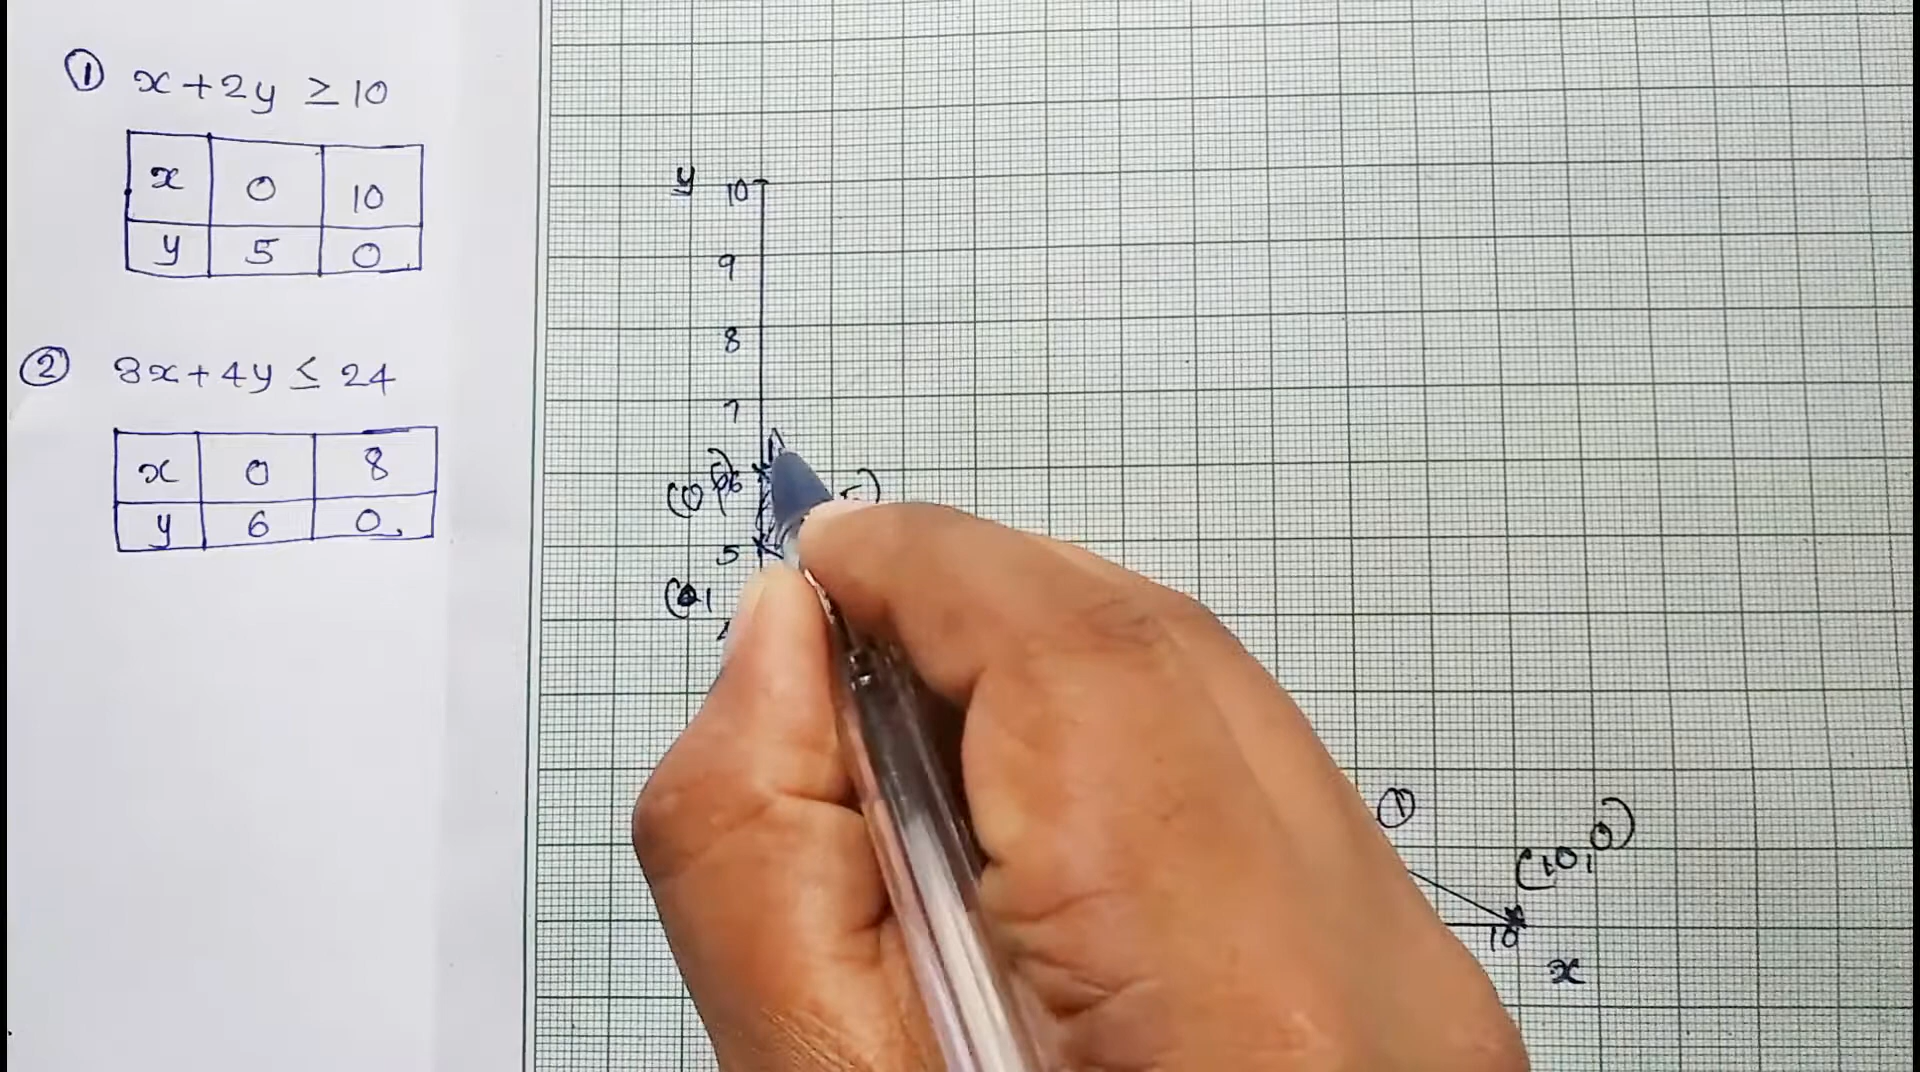 ① x + 2y ≥ 10
x 0 10
y 5 0
② 3x + 4y ≤ 24
x 0 8
y 6 0
y 10
9
8
7
6
5
①
(10, 0)
10
x